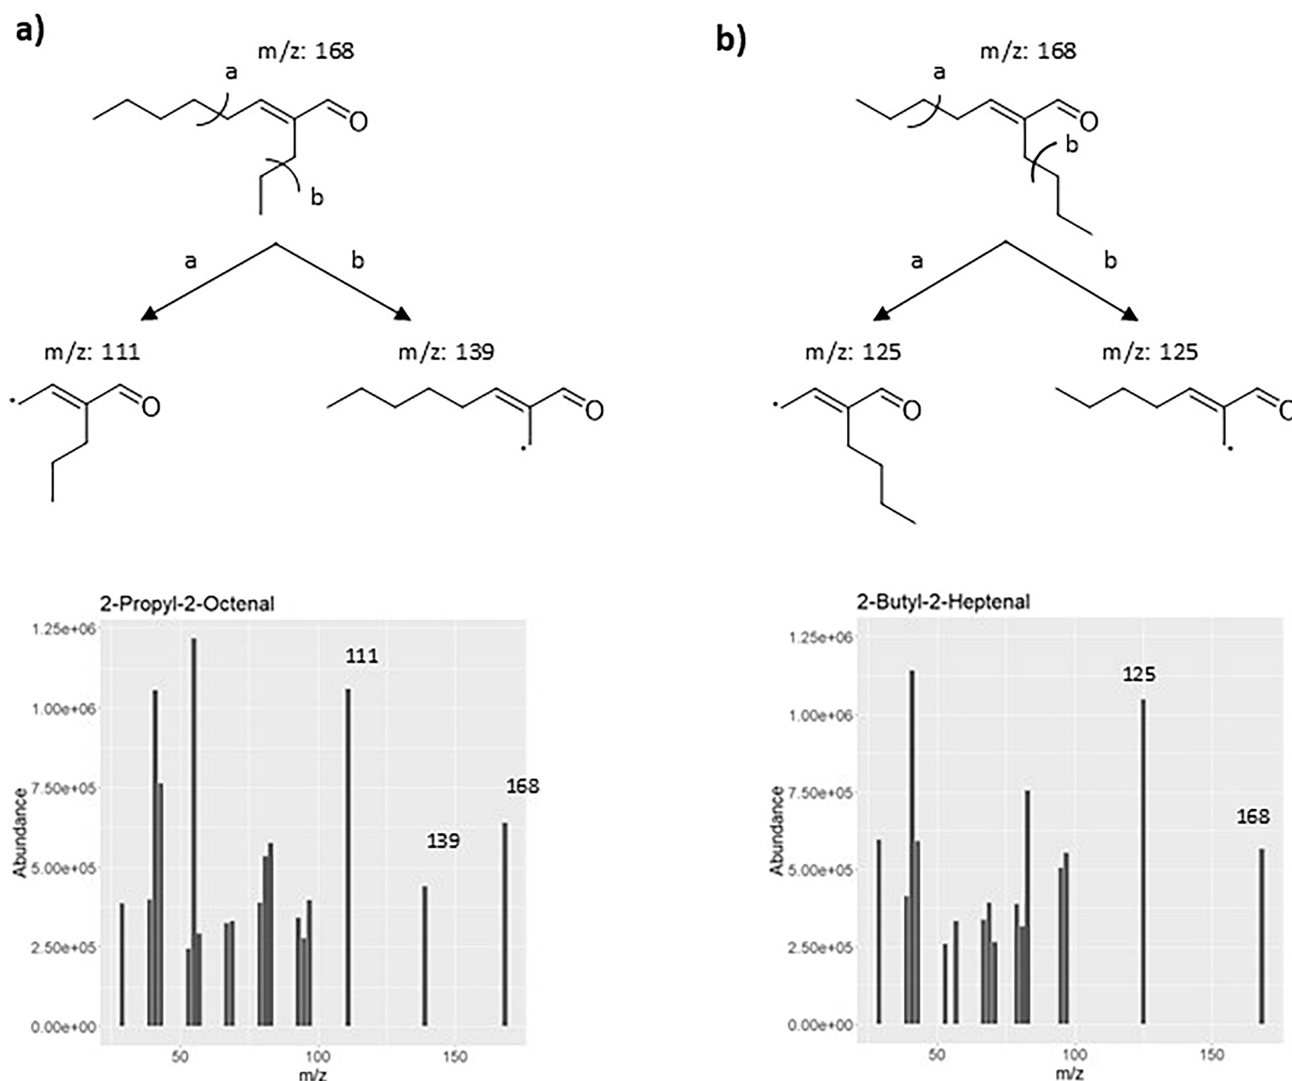 a)
m/z: 168
a
O
b
a
b
m/z: 111
m/z: 139
O
O
2-Propyl-2-Octenal
1.25e+06
1.00e+06
7.50e+05
5.00e+05
2.50e+05
0.00e+00
Abundance
111
139
168
50
100
150
m/z
b)
m/z: 168
a
O
b
a
b
m/z: 125
m/z: 125
O
O
2-Butyl-2-Heptenal
1.25e+06
1.00e+06
7.50e+05
5.00e+05
2.50e+05
0.00e+00
Abundance
125
168
50
100
150
m/z